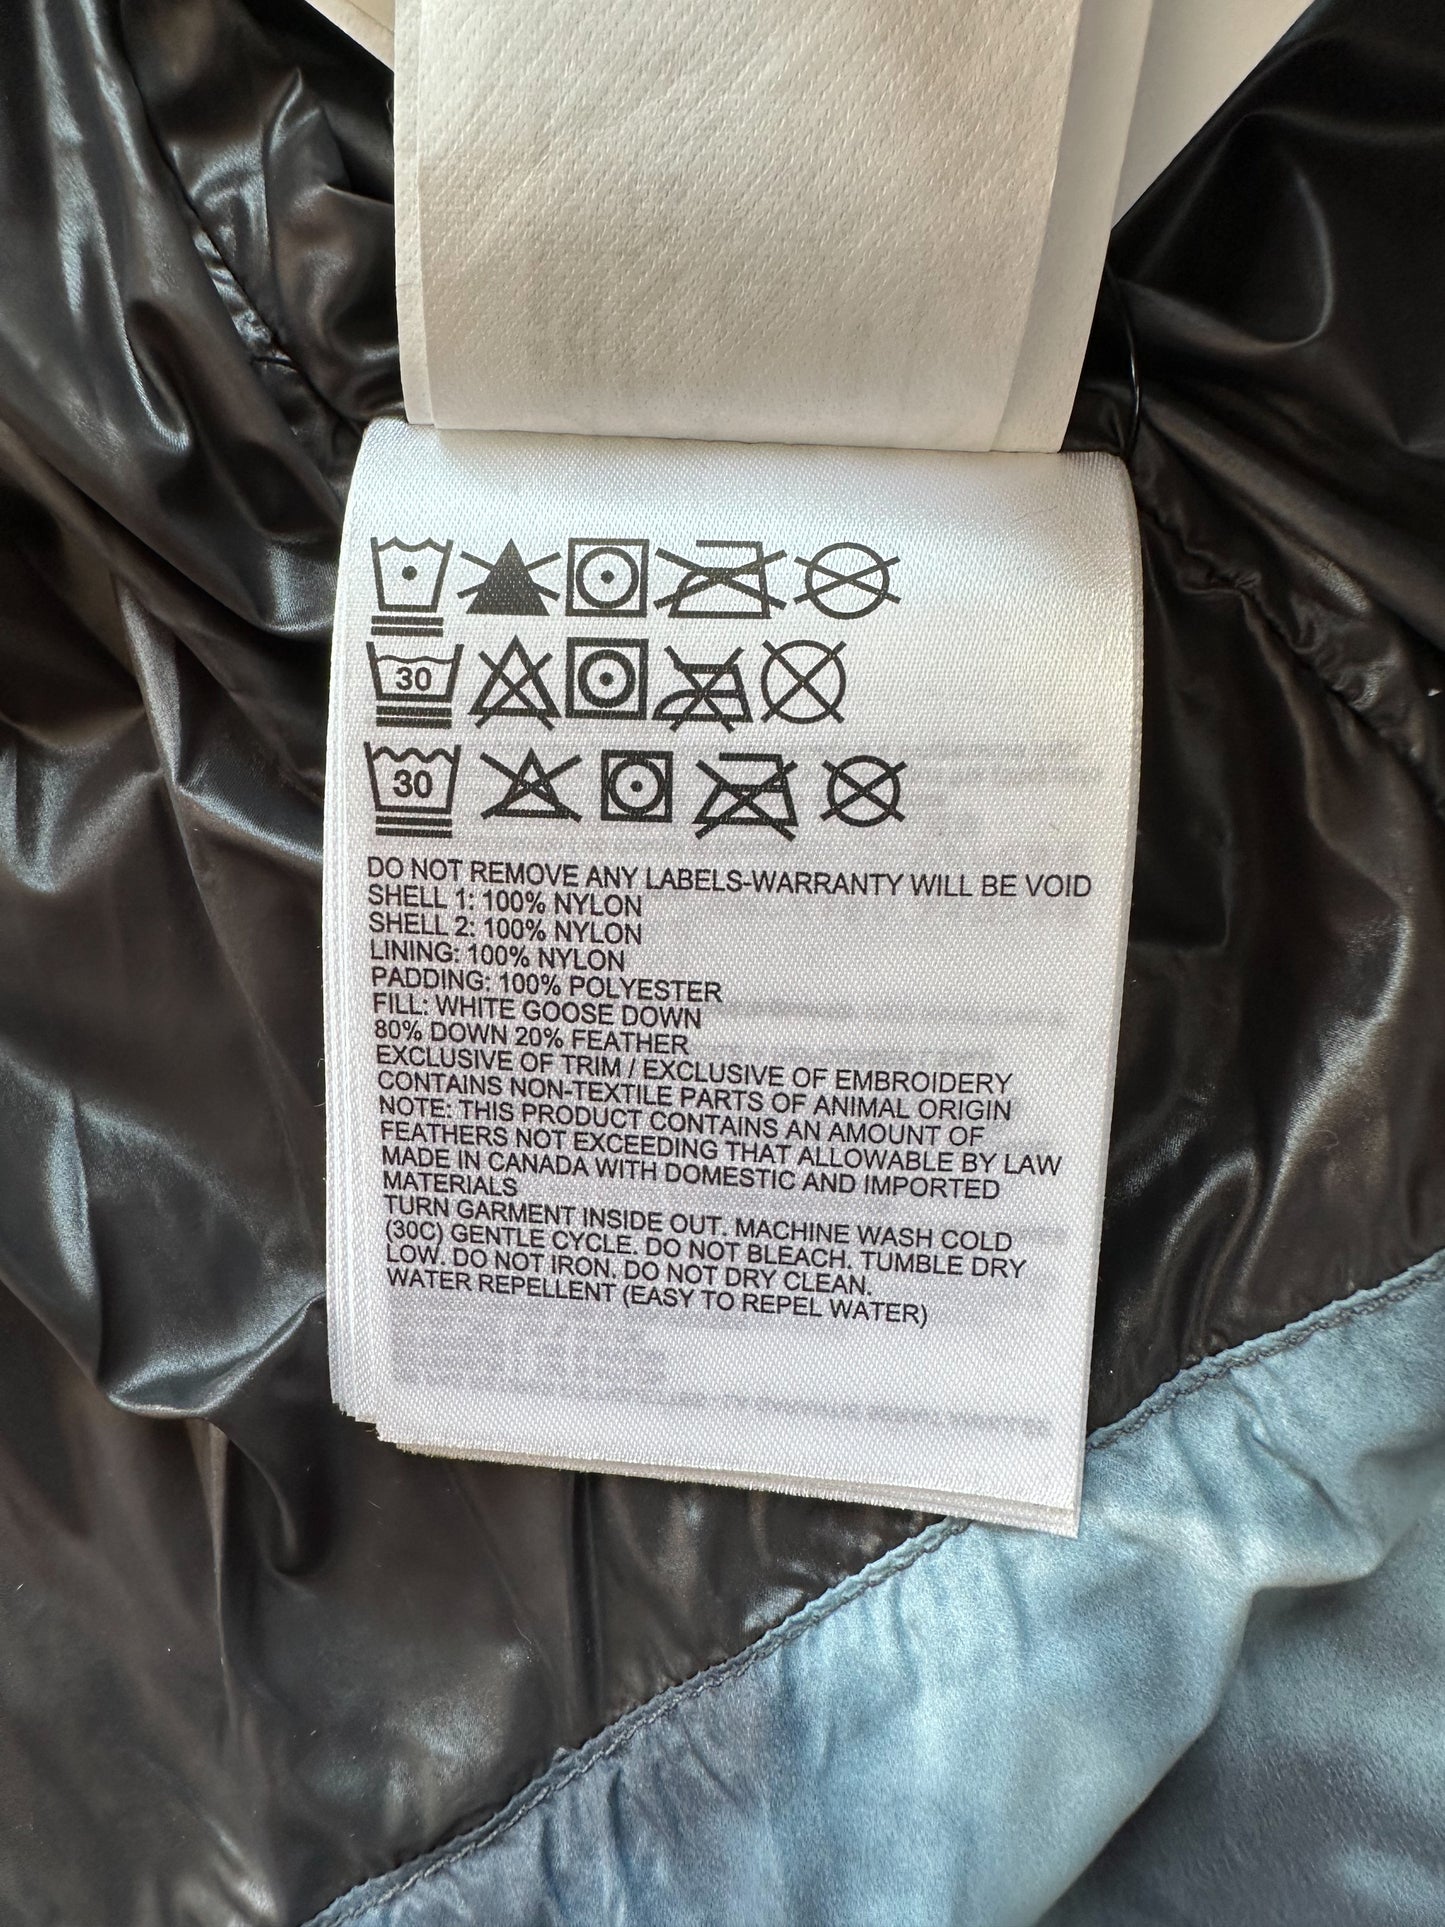 30
30
DO NOT REMOVE ANY LABELS-WARRANTY WILL BE VOID
SHELL 1: 100% NYLON
SHELL 2: 100% NYLON
LINING: 100% NYLON
PADDING: 100% POLYESTER
FILL: WHITE GOOSE DOWN
80% DOWN 20% FEATHER
EXCLUSIVE OF TRIM / EXCLUSIVE OF EMBROIDERY
CONTAINS NON-TEXTILE PARTS OF ANIMAL ORIGIN
NOTE: THIS PRODUCT CONTAINS AN AMOUNT OF
FEATHERS NOT EXCEEDING THAT ALLOWABLE BY LAW
MADE IN CANADA WITH DOMESTIC AND IMPORTED
MATERIALS
TURN GARMENT INSIDE OUT. MACHINE WASH COLD
(30C) GENTLE CYCLE. DO NOT BLEACH. TUMBLE DRY
LOW. DO NOT IRON. DO NOT DRY CLEAN.
WATER REPELLENT (EASY TO REPEL WATER)